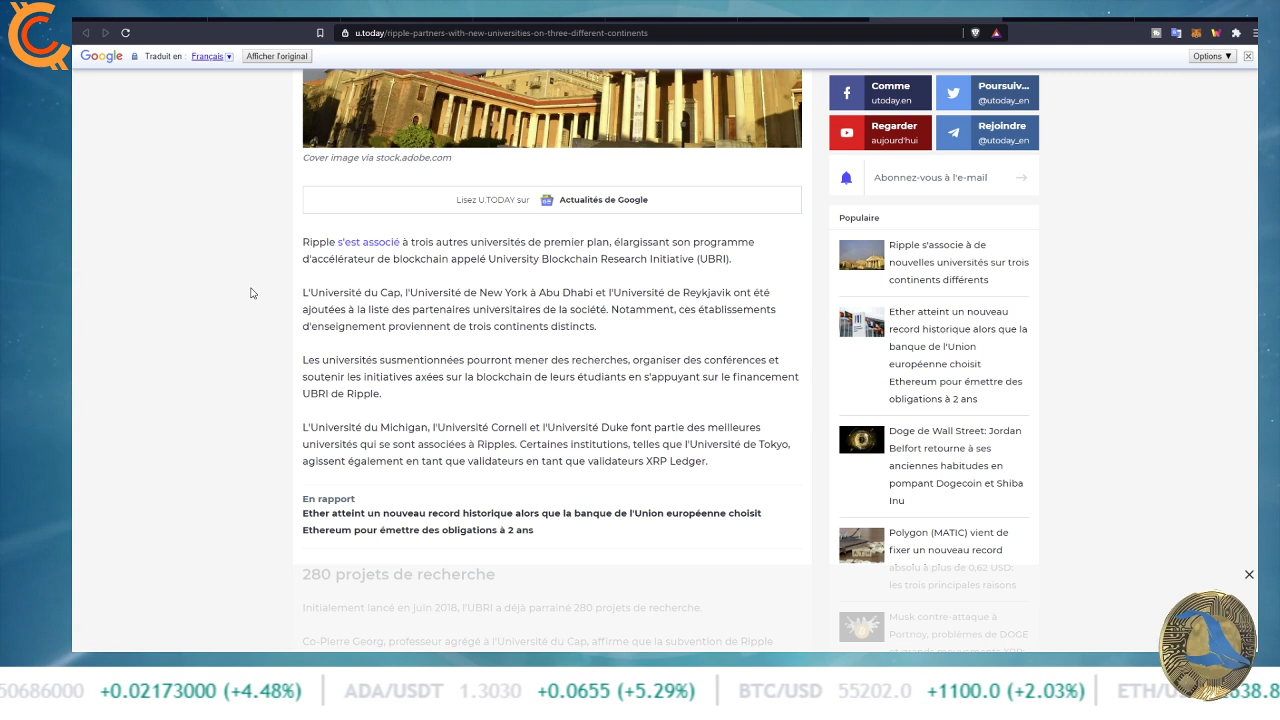 u.today/ripple-partners-with-new-universities-on-three-different-continents
Google Traduit en : Français Afficher l'original Options ▼
Cover image via stock.adobe.com
Lisez U.TODAY sur Actualités de Google
Ripple s'est associé à trois autres universités de premier plan, élargissant son programme
d'accélérateur de blockchain appelé University Blockchain Research Initiative (UBRI).
L'Université du Cap, l'Université de New York à Abu Dhabi et l'Université de Reykjavik ont été
ajoutées à la liste des partenaires universitaires de la société. Notamment, ces établissements
d'enseignement proviennent de trois continents distincts.
Les universités susmentionnées pourront mener des recherches, organiser des conférences et
soutenir les initiatives axées sur la blockchain de leurs étudiants en s'appuyant sur le financement
UBRI de Ripple.
L'Université du Michigan, l'Université Cornell et l'Université Duke font partie des meilleures
universités qui se sont associées à Ripples. Certaines institutions, telles que l'Université de Tokyo,
agissent également en tant que validateurs en tant que validateurs XRP Ledger.
En rapport
Ether atteint un nouveau record historique alors que la banque de l'Union européenne choisit
Ethereum pour émettre des obligations à 2 ans
280 projets de recherche
Initialement lancé en juin 2018, l'UBRI a déjà parrainé 280 projets de recherche.
Co-Pierre Georg, professeur agrégé à l'Université du Cap, affirme que la subvention de Ripple
Comme
utoday.en
Poursuiv...
@utoday_en
Regarder
aujourd'hui
Rejoindre
@utoday_en
Abonnez-vous à l'e-mail
Populaire
Ripple s'associe à de
nouvelles universités sur trois
continents différents
Ether atteint un nouveau
record historique alors que la
banque de l'Union
européenne choisit
Ethereum pour émettre des
obligations à 2 ans
Doge de Wall Street: Jordan
Belfort retourne à ses
anciennes habitudes en
pompant Dogecoin et Shiba
Inu
Polygon (MATIC) vient de
fixer un nouveau record
absolu à plus de 0,62 USD:
les trois principales raisons
Musk contre-attaque à
Portnoy, problèmes de DOGE
et grands mouvements XRP:
50686000 +0.02173000 (+4.48%) ADA/USDT 1.3000 +0.0655 (+5.29%) BTC/USD 55202.0 +1100.0 (+2.03%) ETH/U 638.8